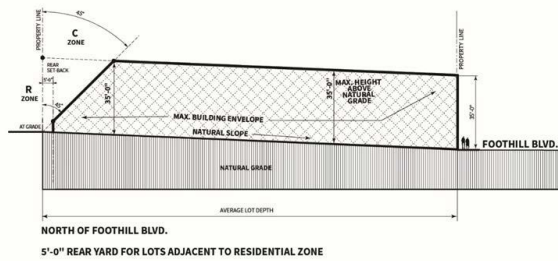 PROPERTY LINE
45°
C
ZONE
REAR
SET-BACK
5'-0"
R
ZONE
45°
AT GRADE
35'-0"
MAX. BUILDING ENVELOPE
NATURAL SLOPE
35'-0"
MAX. HEIGHT
ABOVE
NATURAL
GRADE
PROPERTY LINE
35'-0"
FOOTHILL BLVD.
NATURAL GRADE
AVERAGE LOT DEPTH
NORTH OF FOOTHILL BLVD.
5'-0" REAR YARD FOR LOTS ADJACENT TO RESIDENTIAL ZONE